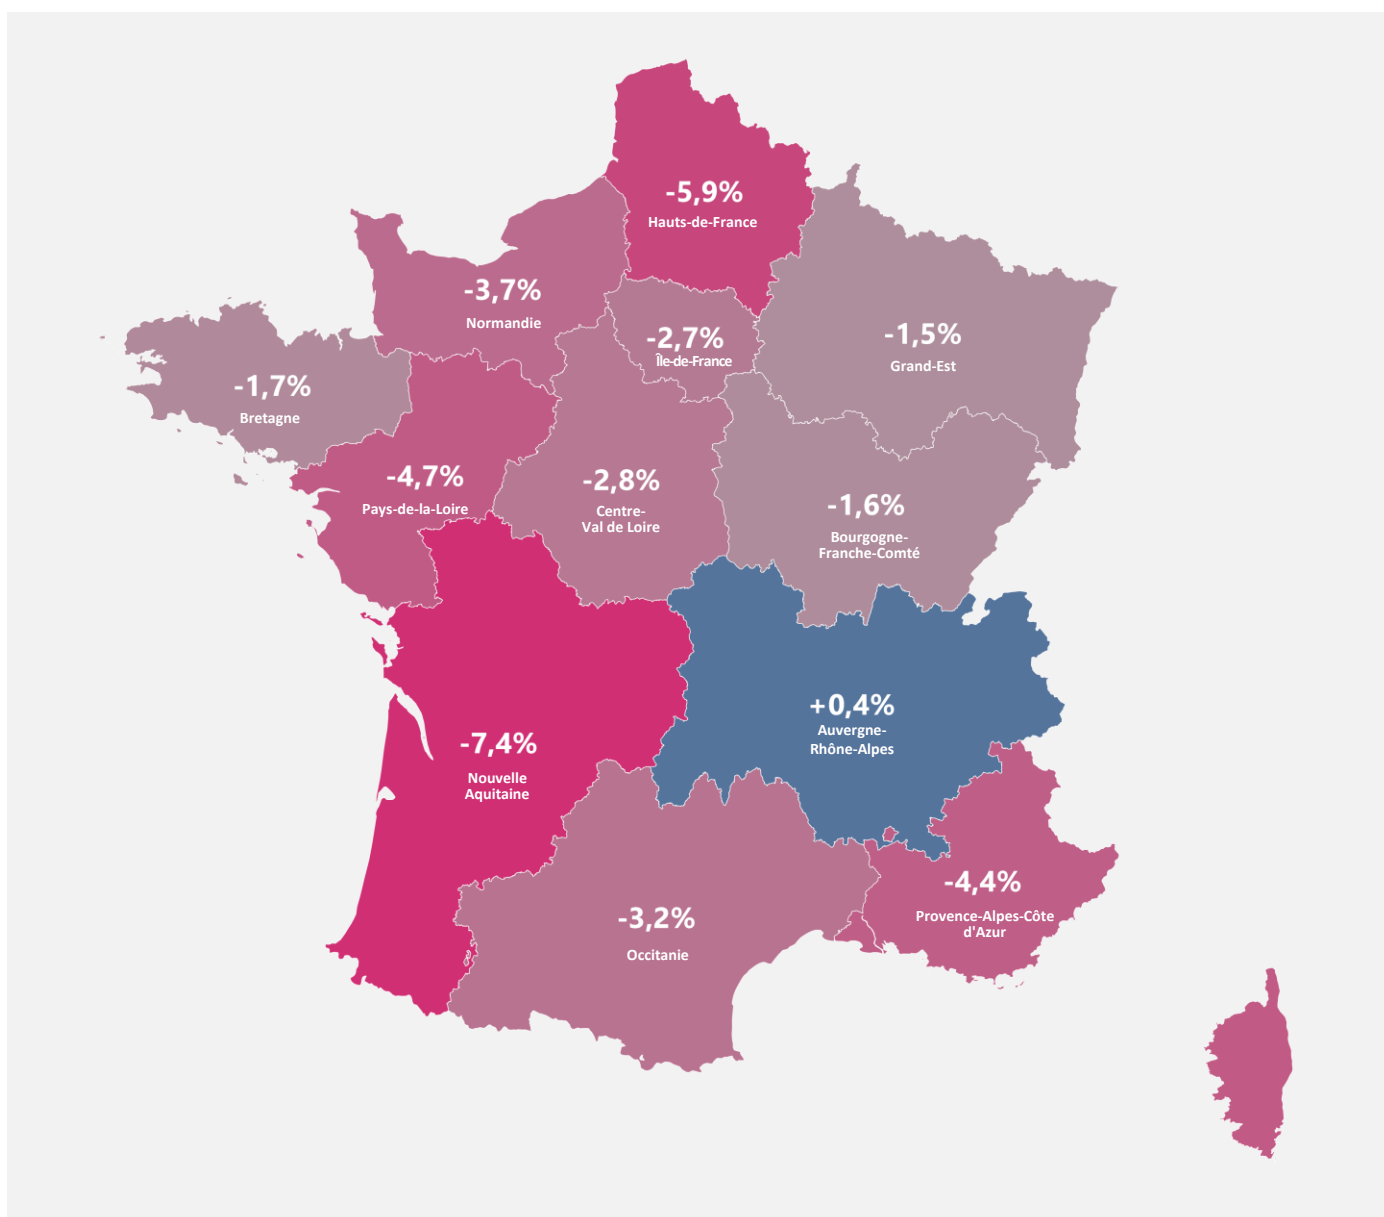 -5,9%
Hauts-de-France
-3,7%
Normandie
-2,7%
Île-de-France
-1,5%
Grand-Est
-1,7%
Bretagne
-4,7%
Pays-de-la-Loire
-2,8%
Centre-
Val de Loire
-1,6%
Bourgogne-
Franche-Comté
-7,4%
Nouvelle
Aquitaine
+0,4%
Auvergne-
Rhône-Alpes
-3,2%
Occitanie
-4,4%
Provence-Alpes-Côte
d'Azur